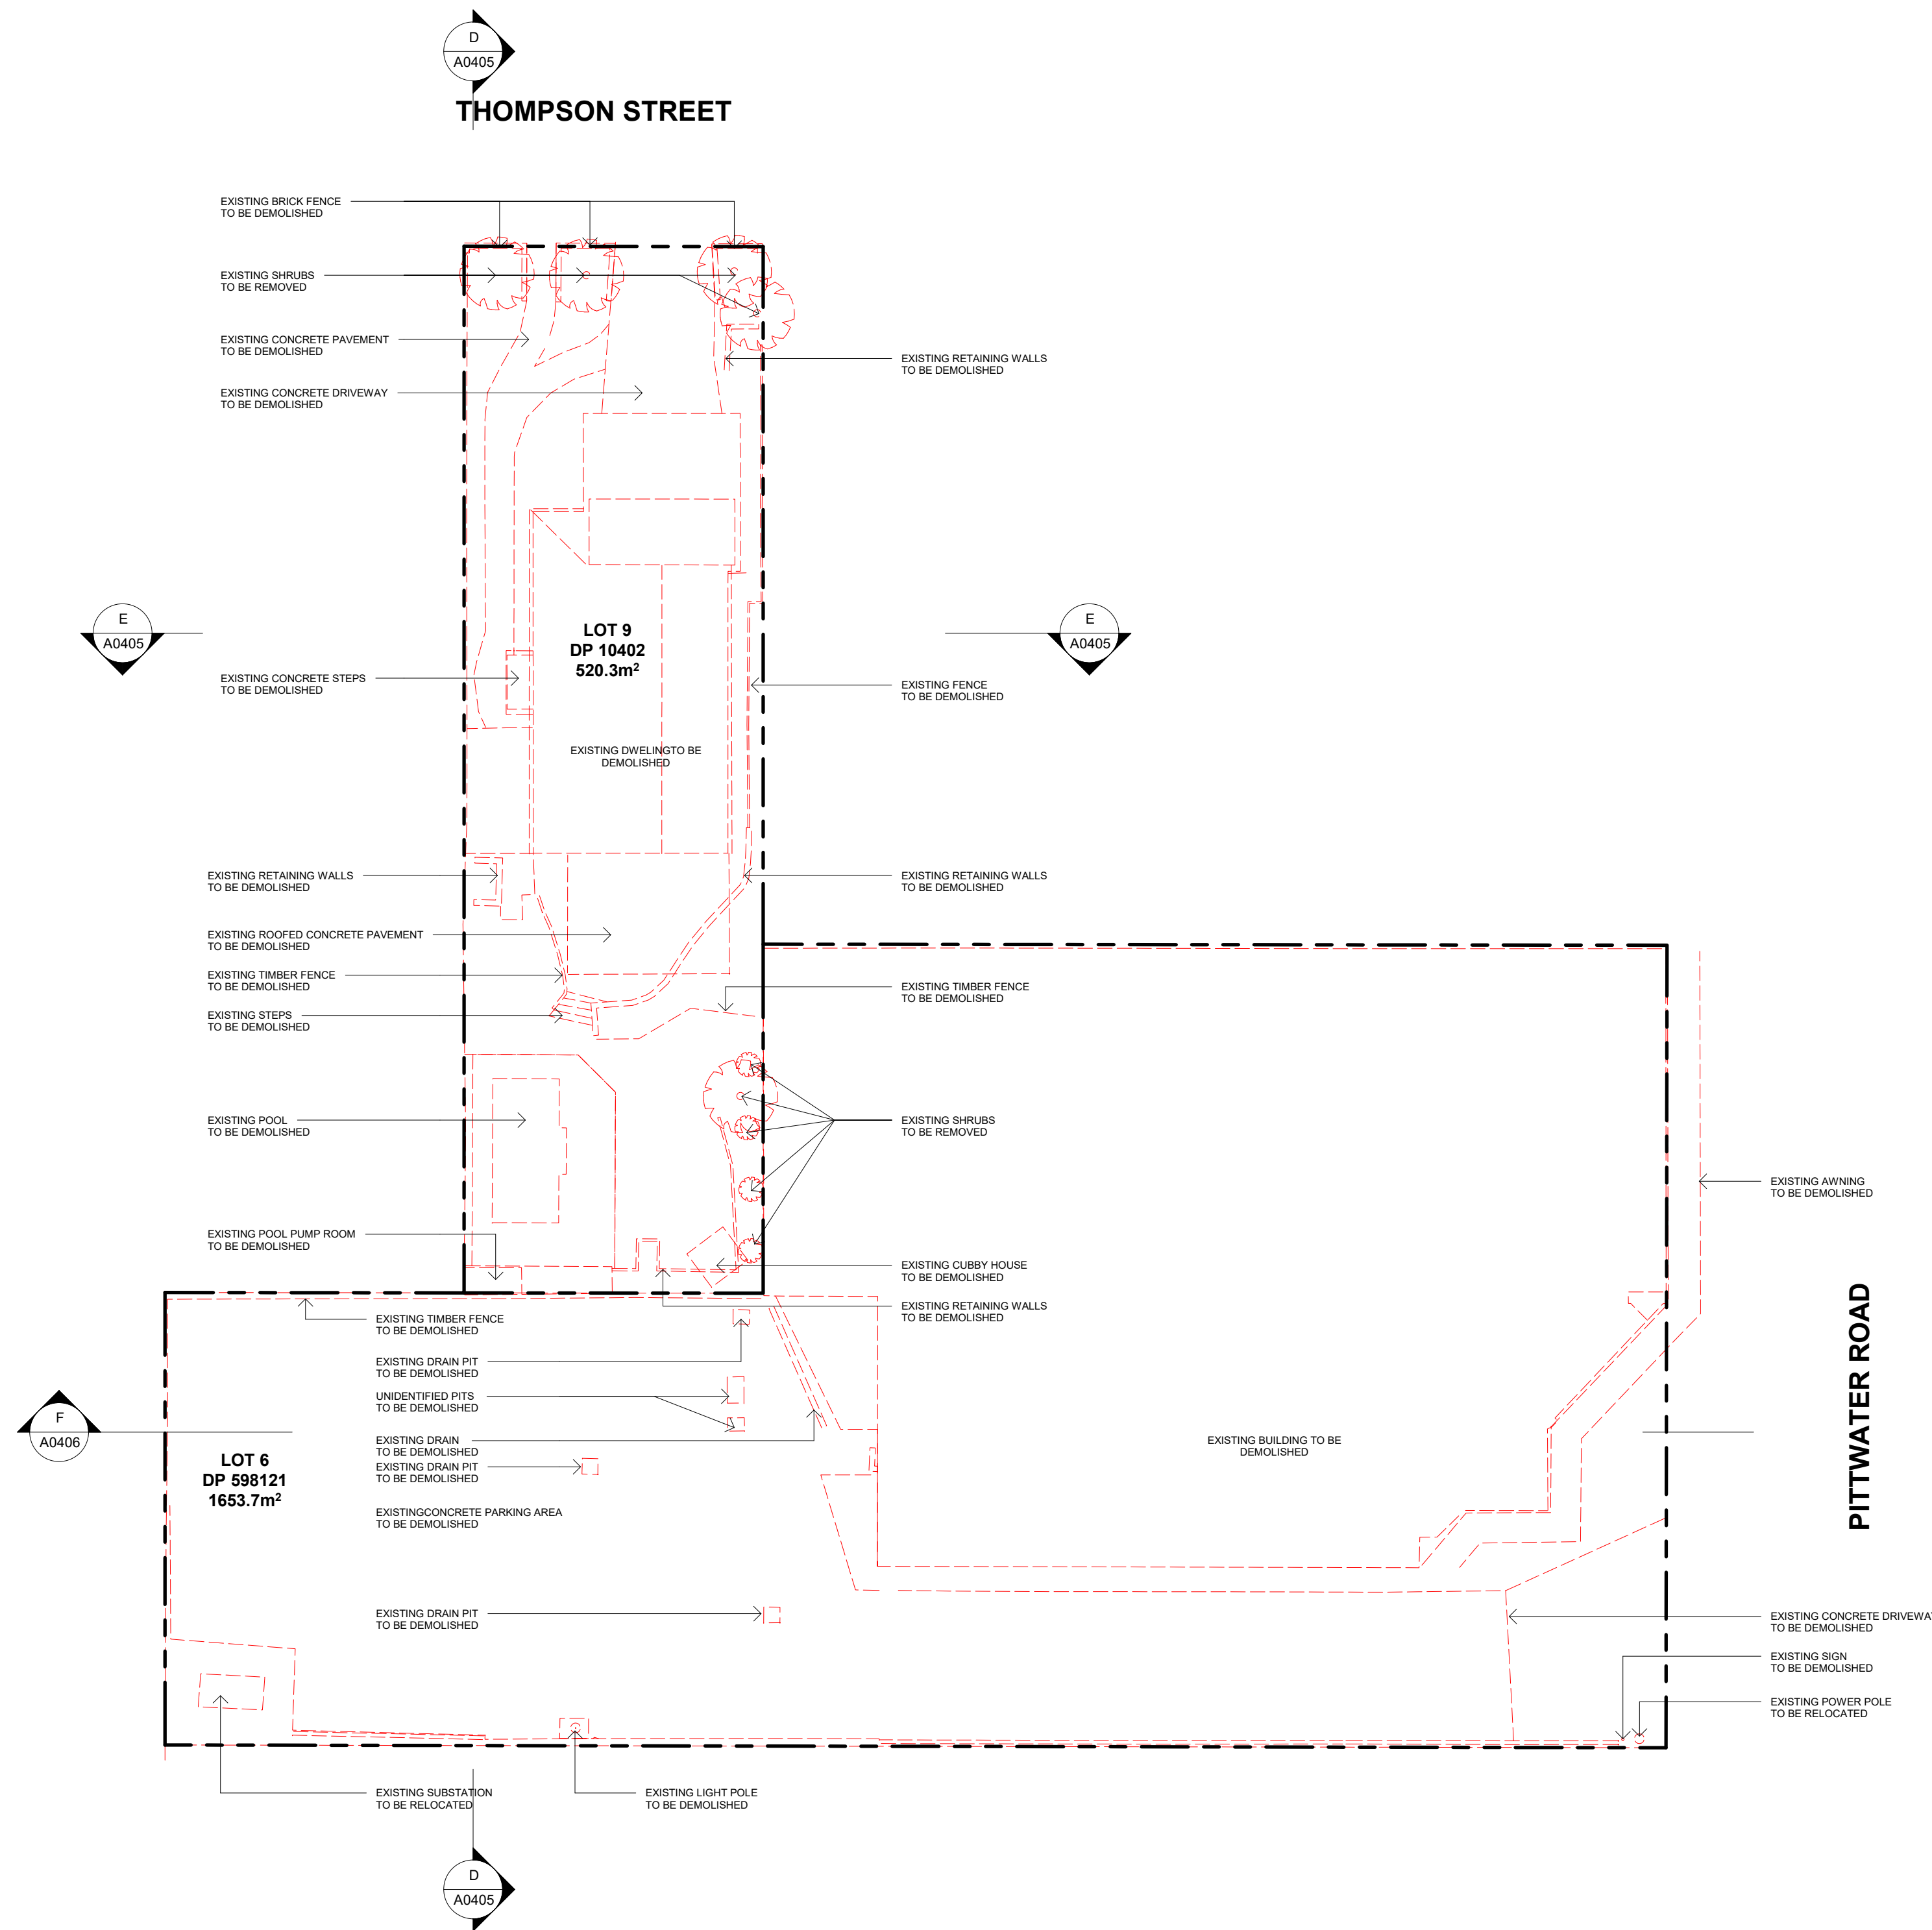 D
A0405
THOMPSON STREET
EXISTING BRICK FENCE
TO BE DEMOLISHED
EXISTING SHRUBS
TO BE REMOVED
EXISTING CONCRETE PAVEMENT
TO BE DEMOLISHED
EXISTING RETAINING WALLS
TO BE DEMOLISHED
EXISTING CONCRETE DRIVEWAY
TO BE DEMOLISHED
E
A0405
LOT 9
DP 10402
520.3m²
E
A0405
EXISTING CONCRETE STEPS
TO BE DEMOLISHED
EXISTING FENCE
TO BE DEMOLISHED
EXISTING DWELINGTO BE
DEMOLISHED
EXISTING RETAINING WALLS
TO BE DEMOLISHED
EXISTING RETAINING WALLS
TO BE DEMOLISHED
EXISTING ROOFED CONCRETE PAVEMENT
TO BE DEMOLISHED
EXISTING TIMBER FENCE
TO BE DEMOLISHED
EXISTING TIMBER FENCE
TO BE DEMOLISHED
EXISTING STEPS
TO BE DEMOLISHED
EXISTING POOL
TO BE DEMOLISHED
EXISTING SHRUBS
TO BE REMOVED
EXISTING AWNING
TO BE DEMOLISHED
EXISTING POOL PUMP ROOM
TO BE DEMOLISHED
EXISTING CUBBY HOUSE
TO BE DEMOLISHED
EXISTING RETAINING WALLS
TO BE DEMOLISHED
EXISTING TIMBER FENCE
TO BE DEMOLISHED
EXISTING DRAIN PIT
TO BE DEMOLISHED
UNIDENTIFIED PITS
TO BE DEMOLISHED
PITTWATER ROAD
F
A0406
EXISTING DRAIN
TO BE DEMOLISHED
EXISTING BUILDING TO BE
DEMOLISHED
LOT 6
DP 598121
1653.7m²
EXISTING DRAIN PIT
TO BE DEMOLISHED
EXISTINGCONCRETE PARKING AREA
TO BE DEMOLISHED
EXISTING DRAIN PIT
TO BE DEMOLISHED
EXISTING CONCRETE DRIVEWAY
TO BE DEMOLISHED
EXISTING SIGN
TO BE DEMOLISHED
EXISTING POWER POLE
TO BE RELOCATED
EXISTING SUBSTATION
TO BE RELOCATED
EXISTING LIGHT POLE
TO BE DEMOLISHED
D
A0405